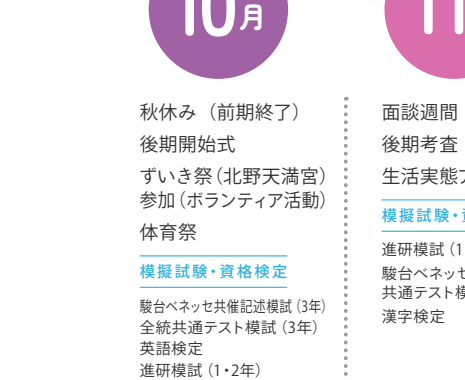 10月
秋休み（前期終了）
後期開始式
ずいき祭（北野天満宮）
参加（ボランティア活動）
体育祭
模擬試験・資格検定
駿台ベネッセ共催記述模試（3年）
全統共通テスト模試（3年）
英語検定
進研模試（1・2年）
11
面談週間
後期考査
生活実態
模擬試験・
進研模試（1
駿台ベネッセ
共通テスト模
漢字検定